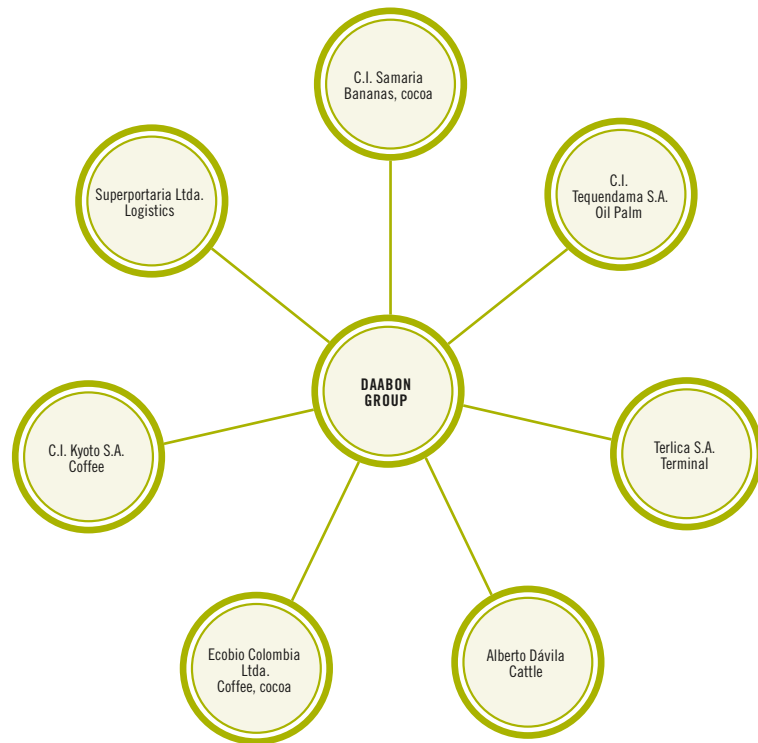 C.I. Samaria
Bananas, cocoa
C.I.
Tequendama S.A.
Oil Palm
Superportaria Ltda.
Logistics
DAABON
GROUP
C.I. Kyoto S.A.
Coffee
Terlica S.A.
Terminal
Ecobio Colombia
Ltda.
Coffee, cocoa
Alberto Dávila
Cattle